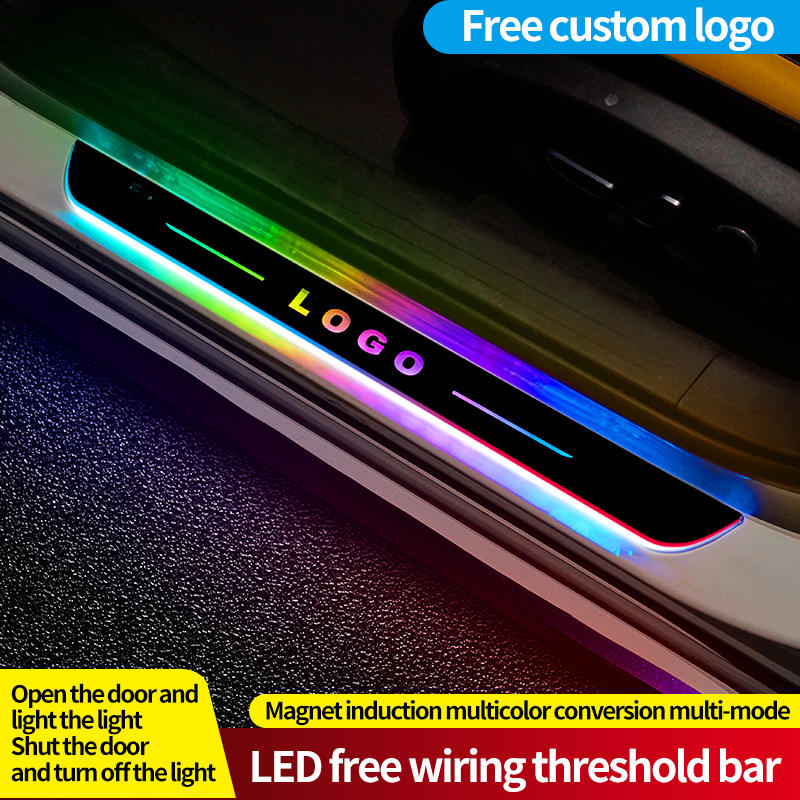 Free custom logo
LOGO
Open the door and
light the light
Shut the door
and turn off the light
Magnet induction multicolor conversion multi-mode
LED free wiring threshold bar